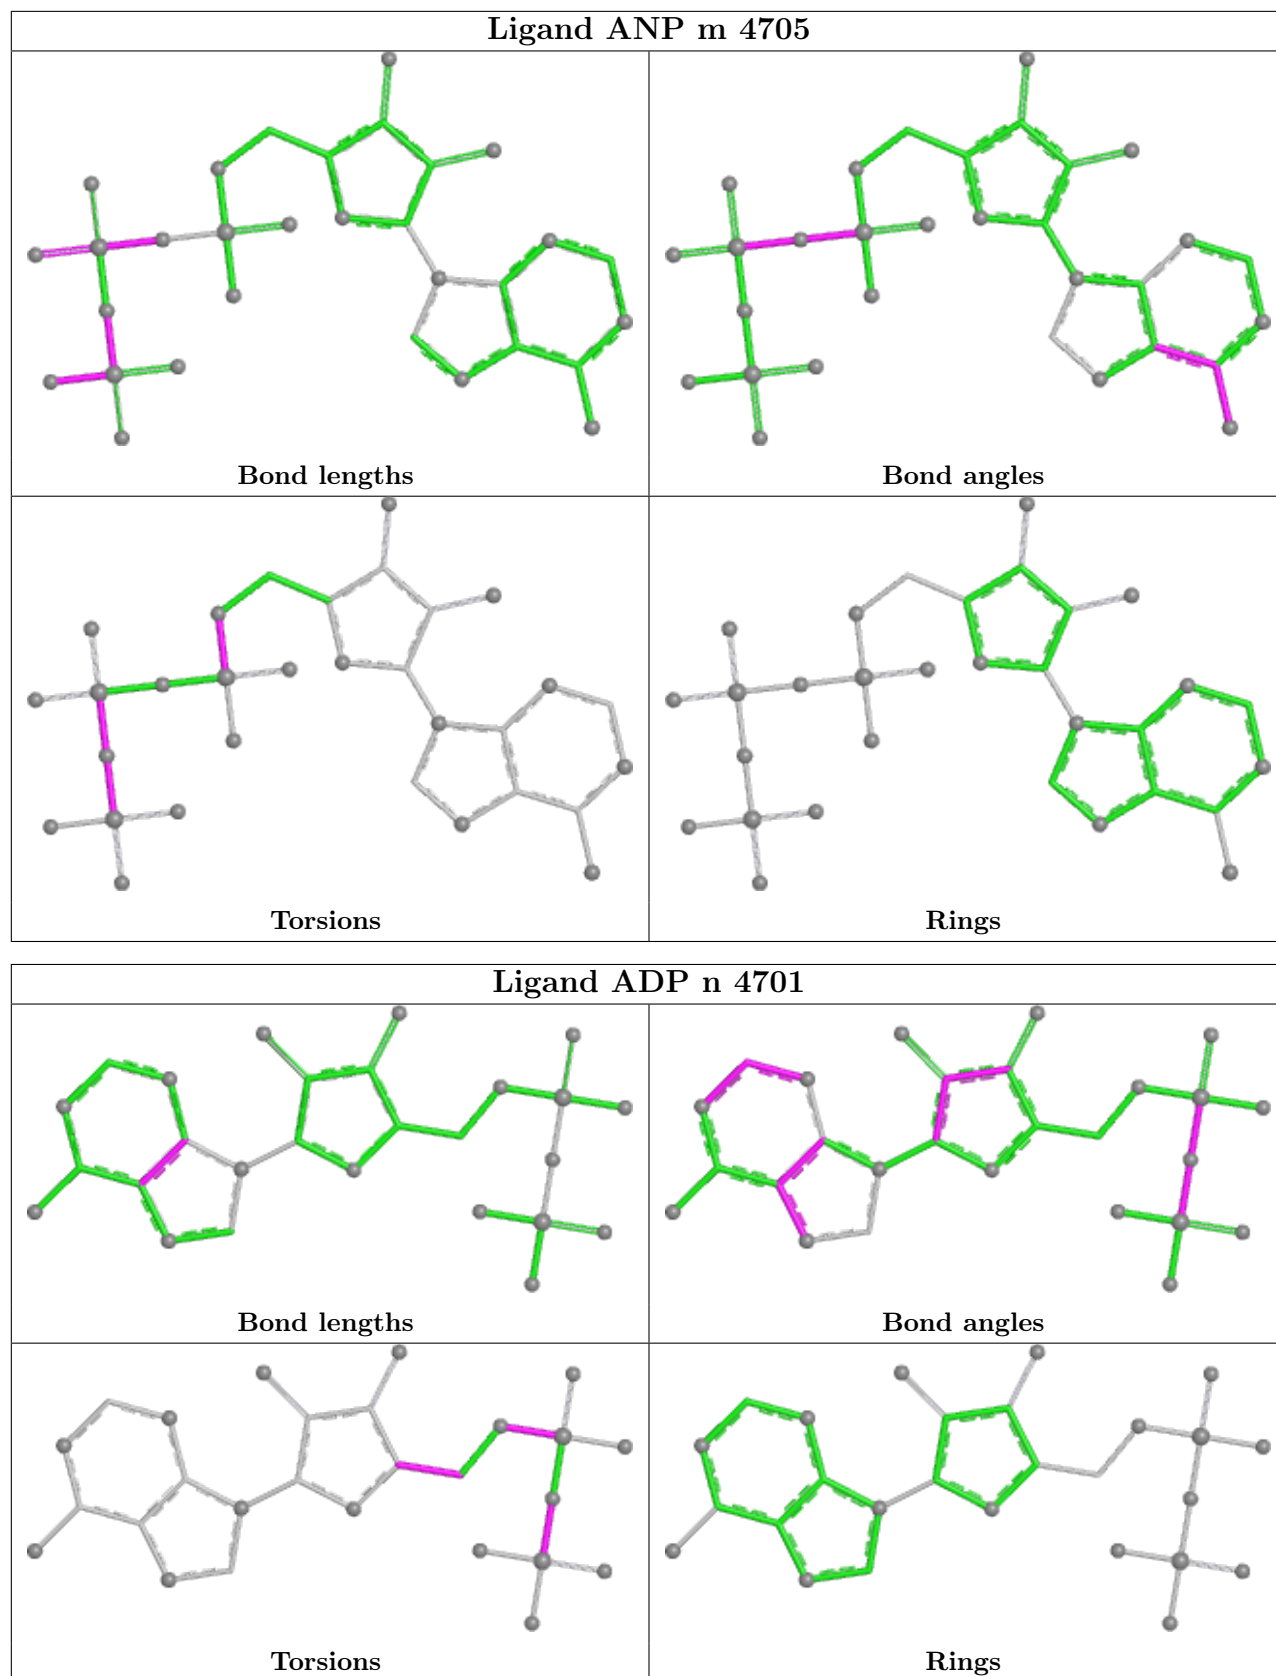 Ligand ANP m 4705
Bond lengths
Bond angles
Torsions
Rings
Ligand ADP n 4701
Bond lengths
Bond angles
Torsions
Rings